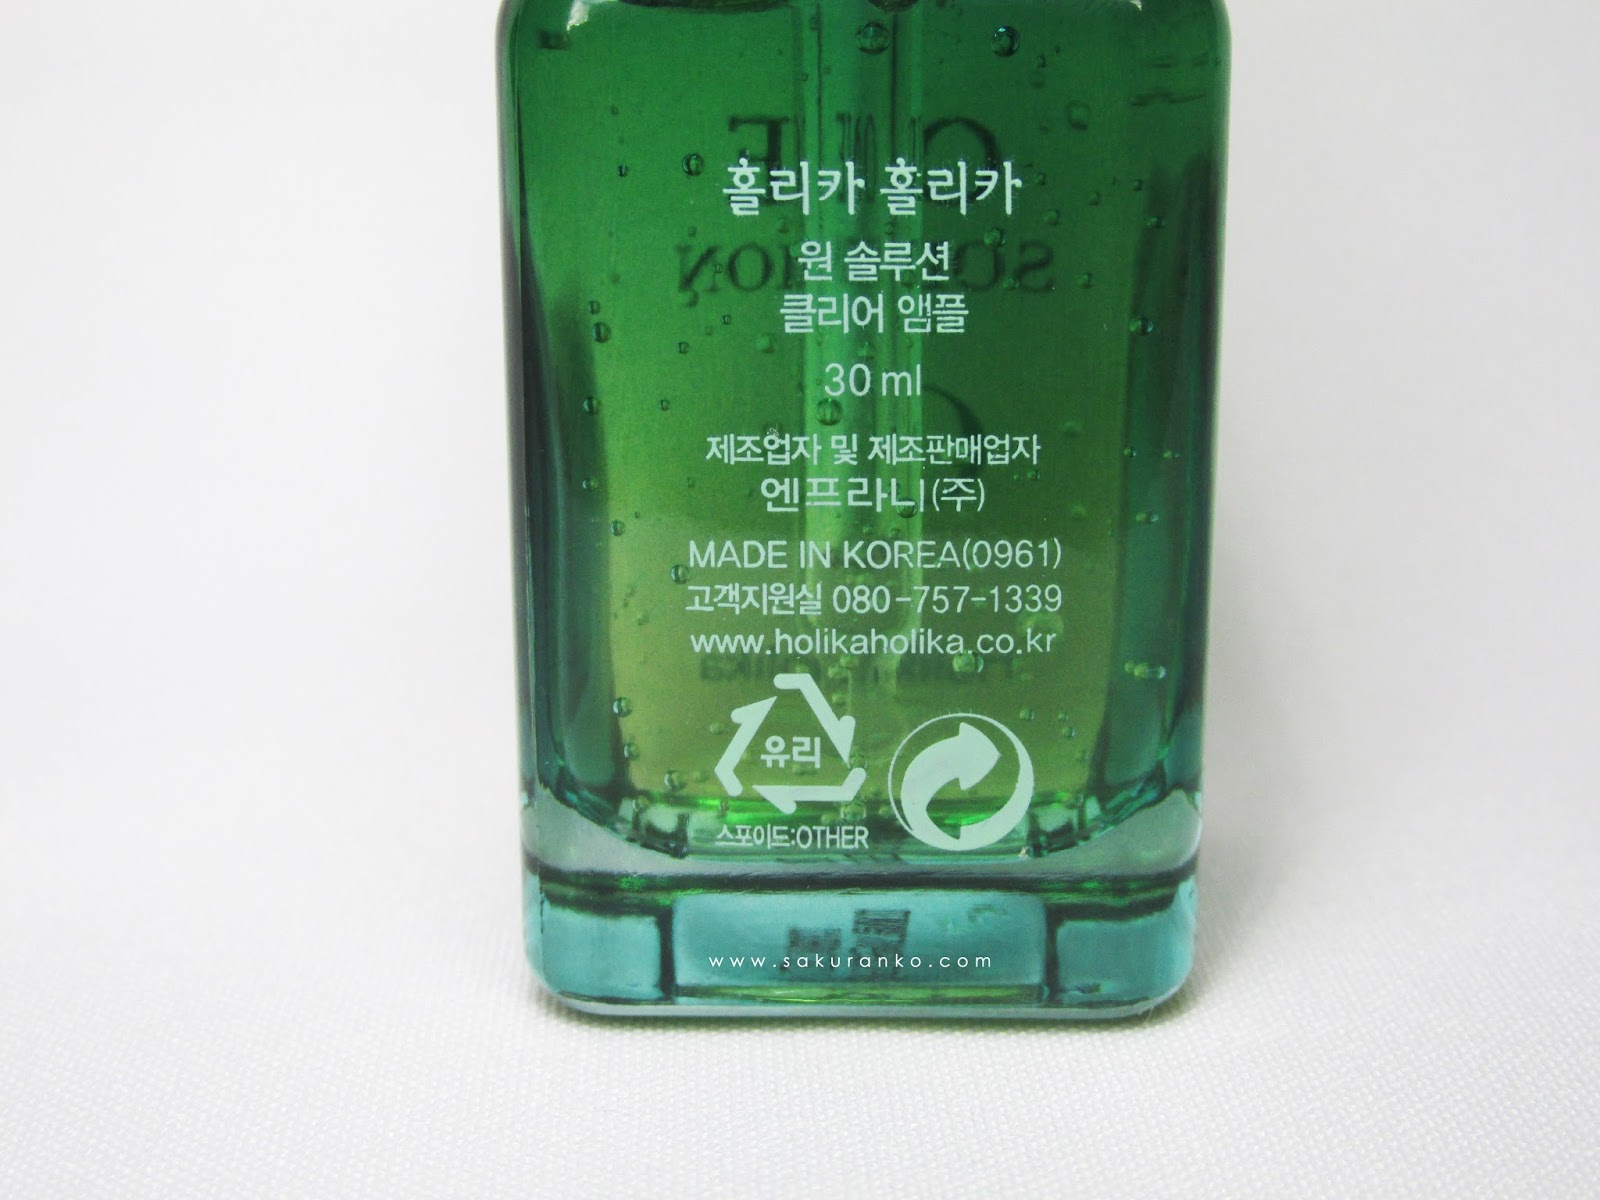 홀리카 홀리카
원 솔루션
클리어 앰플
30 ml
제조업자 및 제조판매업자
엔프라니(주)
MADE IN KOREA(0961)
고객지원실 080-757-1339
www.holikaholika.co.kr
유리
스포이드:OTHER
www.sakuranko.com